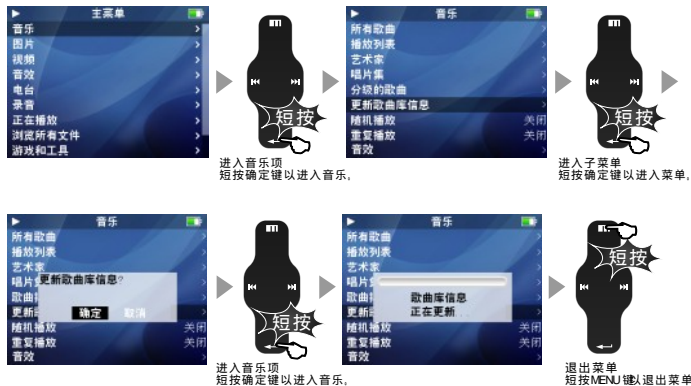 主菜单
音乐
图片
视频
音效
电台
录音
正在播放
浏览所有文件
游戏和工具
m
短按
进入音乐项
短按确定键以进入音乐,
音乐
所有歌曲
播放列表
艺术家
唱片集
分级的歌曲
更新歌曲库信息
随机播放 关闭
重复播放 关闭
音效
m
短按
进入子菜单
短按确定键以进入菜单,
音乐
所有歌曲
播放列表
艺术家
唱片
更新歌曲库信息?
歌曲
确定 取消
更新
随机播放 关闭
重复播放 关闭
音效
m
短按
进入音乐项
短按确定键以进入音乐,
音乐
所有歌曲
播放列表
艺术家
唱片
歌曲
歌曲库信息
正在更新...
更新
随机播放 关闭
重复播放 关闭
音效
短按
退出菜单
短按MENU键以退出菜单